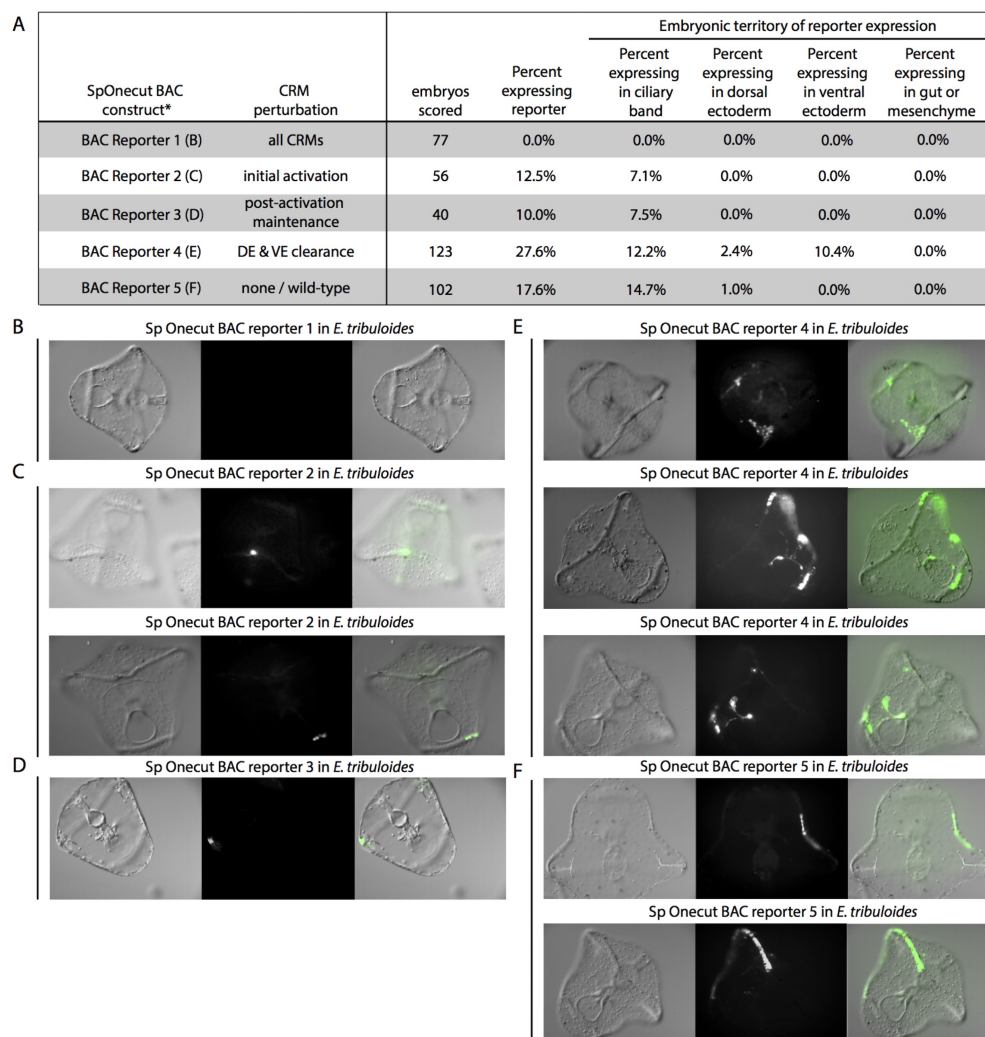 A
Embryonic territory of reporter expression
SpOnecut BAC construct*
CRM perturbation
embryos scored
Percent expressing reporter
Percent expressing in ciliary band
Percent expressing in dorsal ectoderm
Percent expressing in ventral ectoderm
Percent expressing in gut or mesenchyme
BAC Reporter 1 (B) all CRMs 77 0.0% 0.0% 0.0% 0.0% 0.0%
BAC Reporter 2 (C) initial activation 56 12.5% 7.1% 0.0% 0.0% 0.0%
BAC Reporter 3 (D) post-activation maintenance 40 10.0% 7.5% 0.0% 0.0% 0.0%
BAC Reporter 4 (E) DE & VE clearance 123 27.6% 12.2% 2.4% 10.4% 0.0%
BAC Reporter 5 (F) none / wild-type 102 17.6% 14.7% 1.0% 0.0% 0.0%
B
Sp Onecut BAC reporter 1 in E. tribuloides
C
Sp Onecut BAC reporter 2 in E. tribuloides
Sp Onecut BAC reporter 2 in E. tribuloides
D
Sp Onecut BAC reporter 3 in E. tribuloides
E
Sp Onecut BAC reporter 4 in E. tribuloides
Sp Onecut BAC reporter 4 in E. tribuloides
Sp Onecut BAC reporter 4 in E. tribuloides
F
Sp Onecut BAC reporter 5 in E. tribuloides
Sp Onecut BAC reporter 5 in E. tribuloides